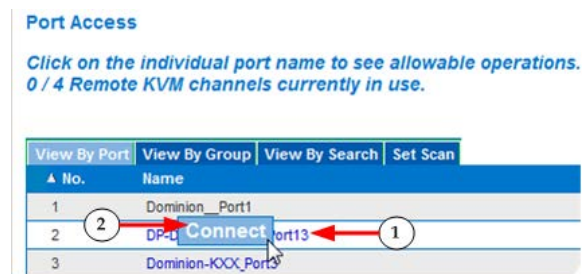 Port Access
Click on the individual port name to see allowable operations.
0 / 4 Remote KVM channels currently in use.
View By Port View By Group View By Search Set Scan
▲ No. Name
1 Dominion__Port1
2 Connect 1
2 Port13
3 Dominion-KXX_Port3